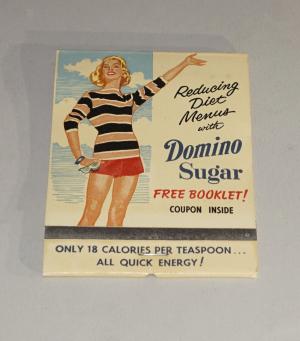 Reducing
Diet
Menus
with
Domino
Sugar
FREE BOOKLET!
COUPON INSIDE
ONLY 18 CALORIES PER TEASPOON...
ALL QUICK ENERGY!